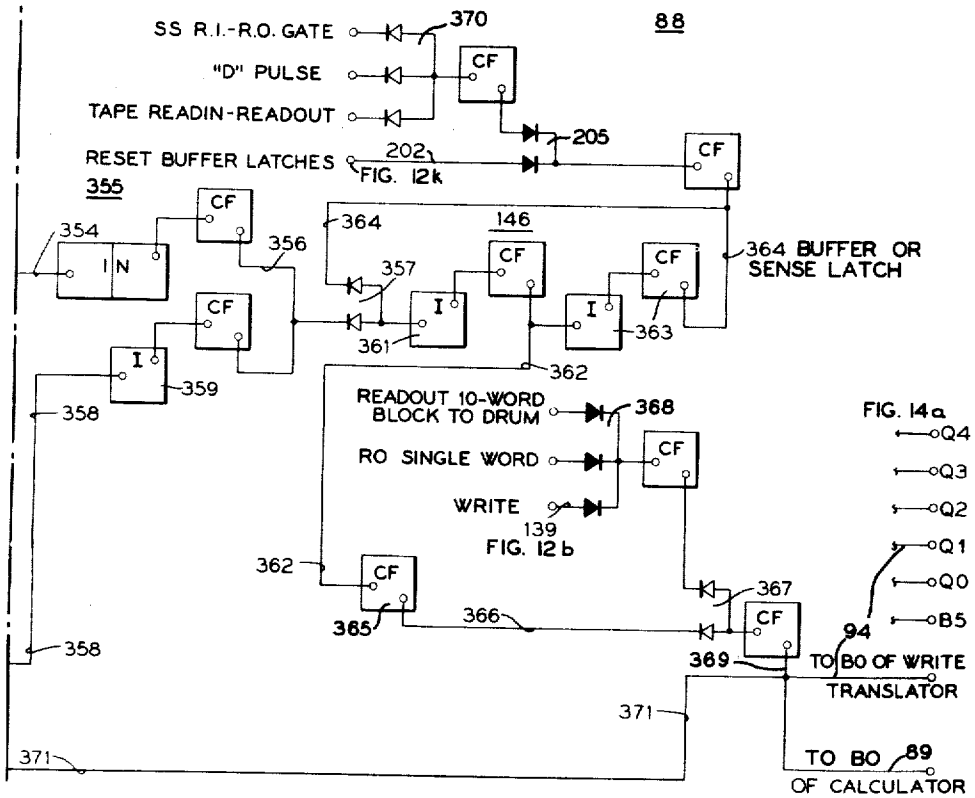 88
SS R.I.-R.O. GATE
370
CF
"D" PULSE
TAPE READIN-READOUT
205
RESET BUFFER LATCHES
202
FIG. 12k
CF
355
CF
364
146
354
IN
356
CF
CF
364 BUFFER OR
SENSE LATCH
357
CF
I
361
I
363
I
359
362
358
READOUT 10-WORD
BLOCK TO DRUM
368
FIG. 14a
Q4
RO SINGLE WORD
CF
Q3
WRITE
Q2
139
FIG. 12b
Q1
362
CF
367
Q0
365
366
CF
B5
94
358
369
TO B0 OF WRITE
TRANSLATOR
371
371
TO B0
89
OF CALCULATOR